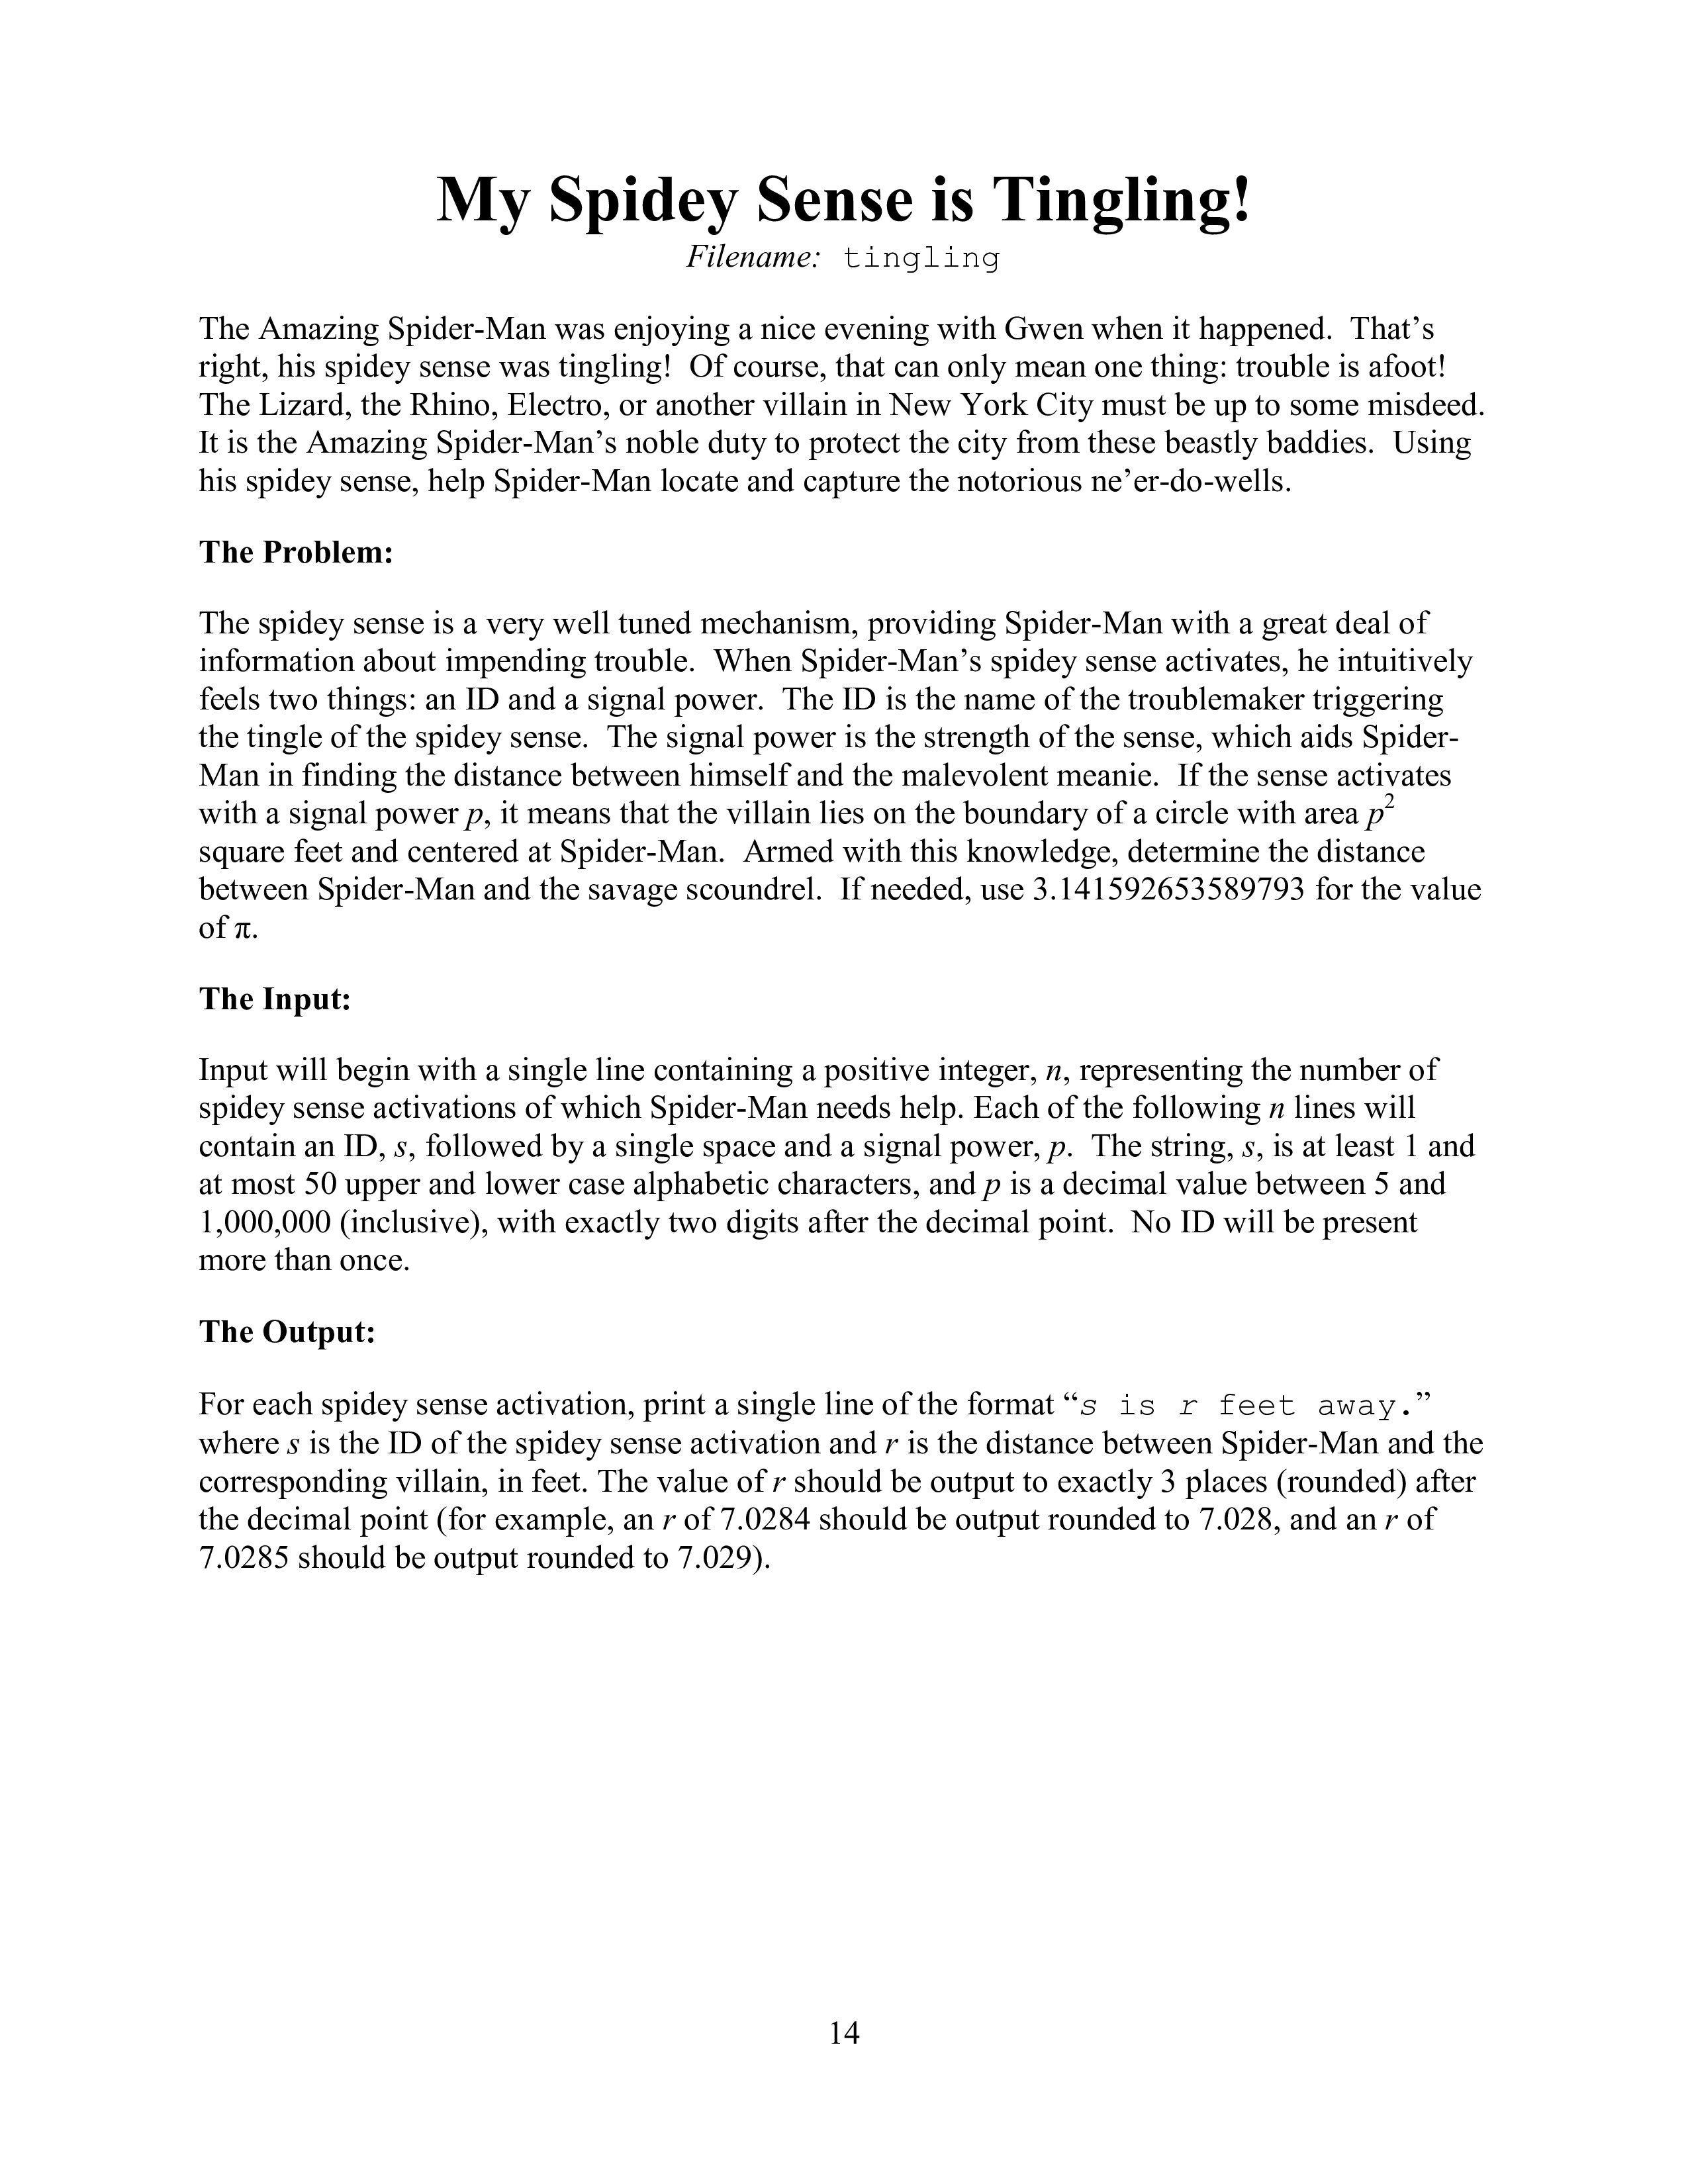 My Spidey Sense is Tingling!
Filename: tingling
The Amazing Spider-Man was enjoying a nice evening with Gwen when it happened.  That’s
right, his spidey sense was tingling!  Of course, that can only mean one thing: trouble is afoot!
The Lizard, the Rhino, Electro, or another villain in New York City must be up to some misdeed.
It is the Amazing Spider-Man’s noble duty to protect the city from these beastly baddies.  Using
his spidey sense, help Spider-Man locate and capture the notorious ne’er-do-wells.
The Problem:
The spidey sense is a very well tuned mechanism, providing Spider-Man with a great deal of
information about impending trouble.  When Spider-Man’s spidey sense activates, he intuitively
feels two things: an ID and a signal power.  The ID is the name of the troublemaker triggering
the tingle of the spidey sense.  The signal power is the strength of the sense, which aids Spider-
Man in finding the distance between himself and the malevolent meanie.  If the sense activates
with a signal power p, it means that the villain lies on the boundary of a circle with area p²
square feet and centered at Spider-Man.  Armed with this knowledge, determine the distance
between Spider-Man and the savage scoundrel.  If needed, use 3.141592653589793 for the value
of π.
The Input:
Input will begin with a single line containing a positive integer, n, representing the number of
spidey sense activations of which Spider-Man needs help. Each of the following n lines will
contain an ID, s, followed by a single space and a signal power, p.  The string, s, is at least 1 and
at most 50 upper and lower case alphabetic characters, and p is a decimal value between 5 and
1,000,000 (inclusive), with exactly two digits after the decimal point.  No ID will be present
more than once.
The Output:
For each spidey sense activation, print a single line of the format “s is r feet away.”
where s is the ID of the spidey sense activation and r is the distance between Spider-Man and the
corresponding villain, in feet. The value of r should be output to exactly 3 places (rounded) after
the decimal point (for example, an r of 7.0284 should be output rounded to 7.028, and an r of
7.0285 should be output rounded to 7.029).
14